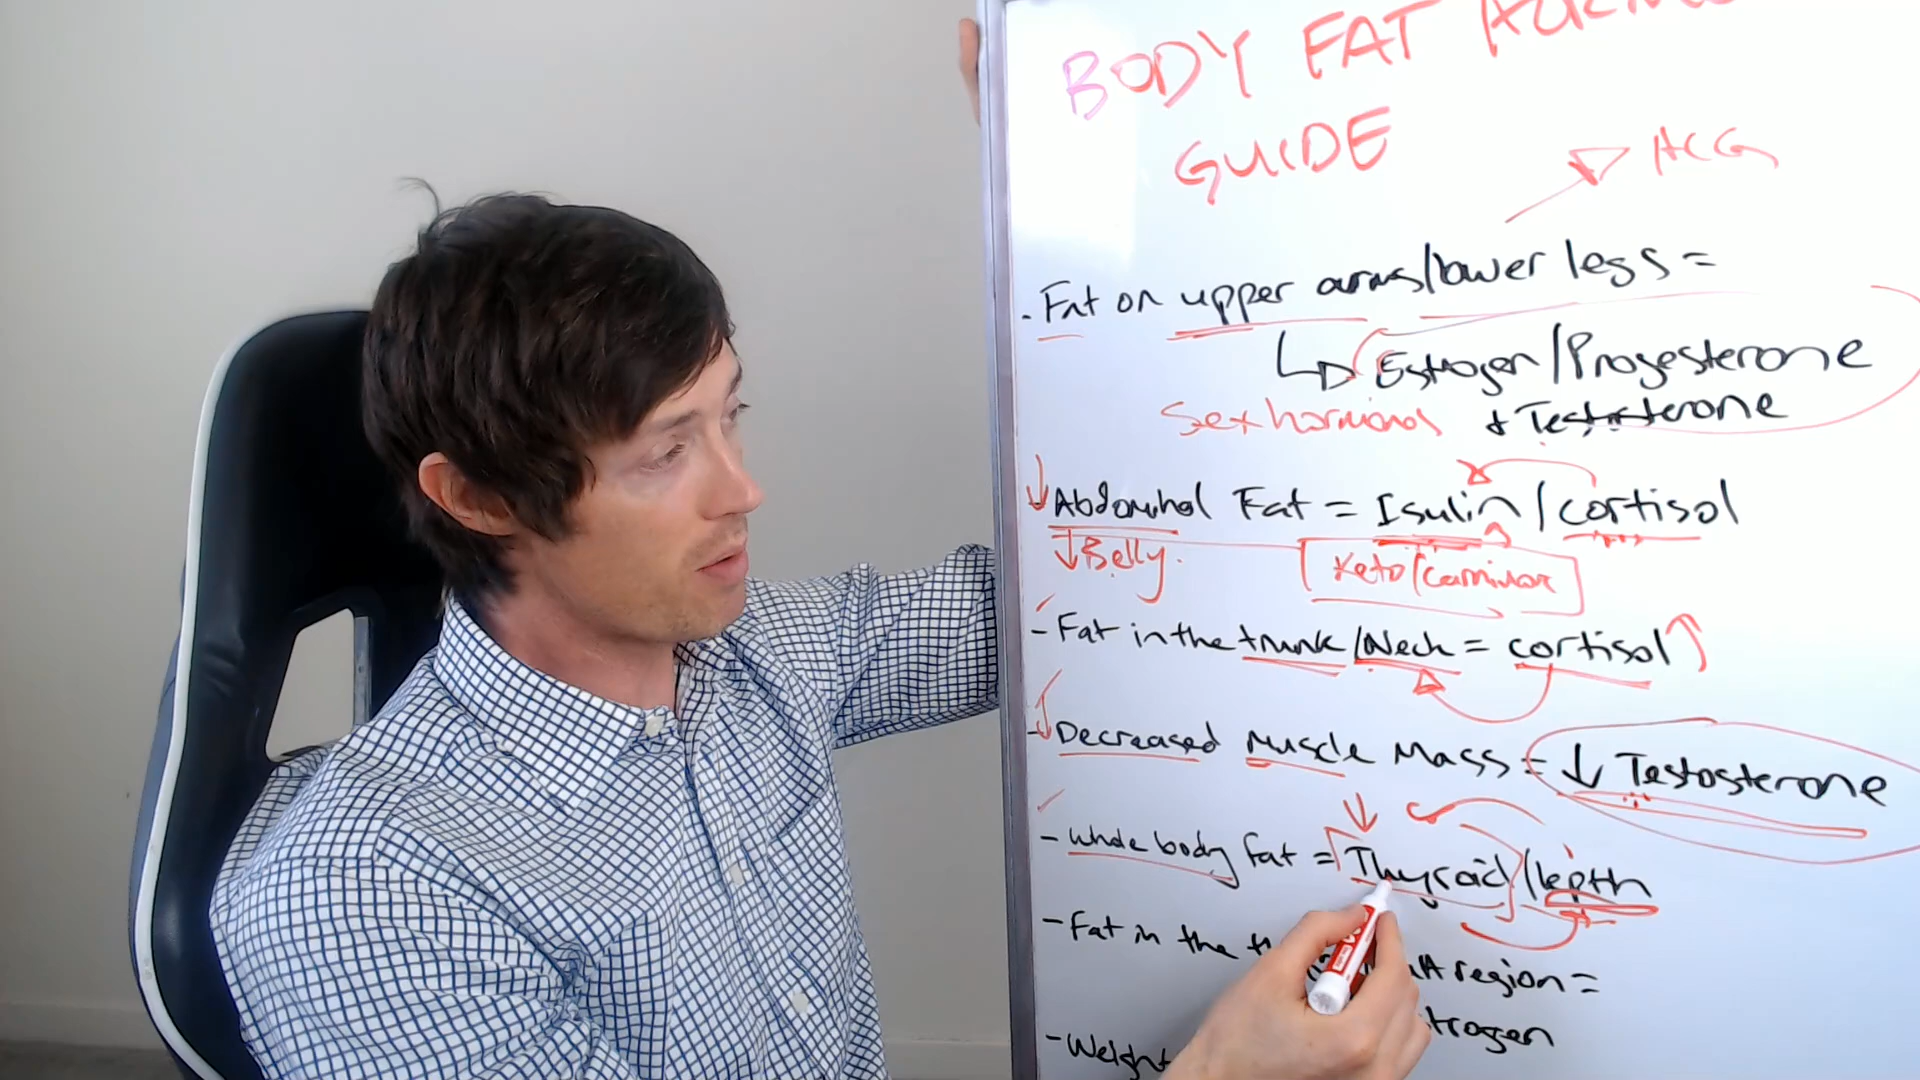 BODY FAT
GUIDE
HCG
. Fat on upper arms/lower legs =
Estrogen/Progesterone
Sex hormones + Testosterone
↓ Abdominal Fat = Isulin/cortisol
↓Belly. Keto/carnivore
- Fat in the trunk/Neck = cortisol ↑
- Decreased Muscle Mass = ↓ Testosterone
- Whole body Fat = Thyroid/leptin
- Fat in the region =
trogen
- Weight